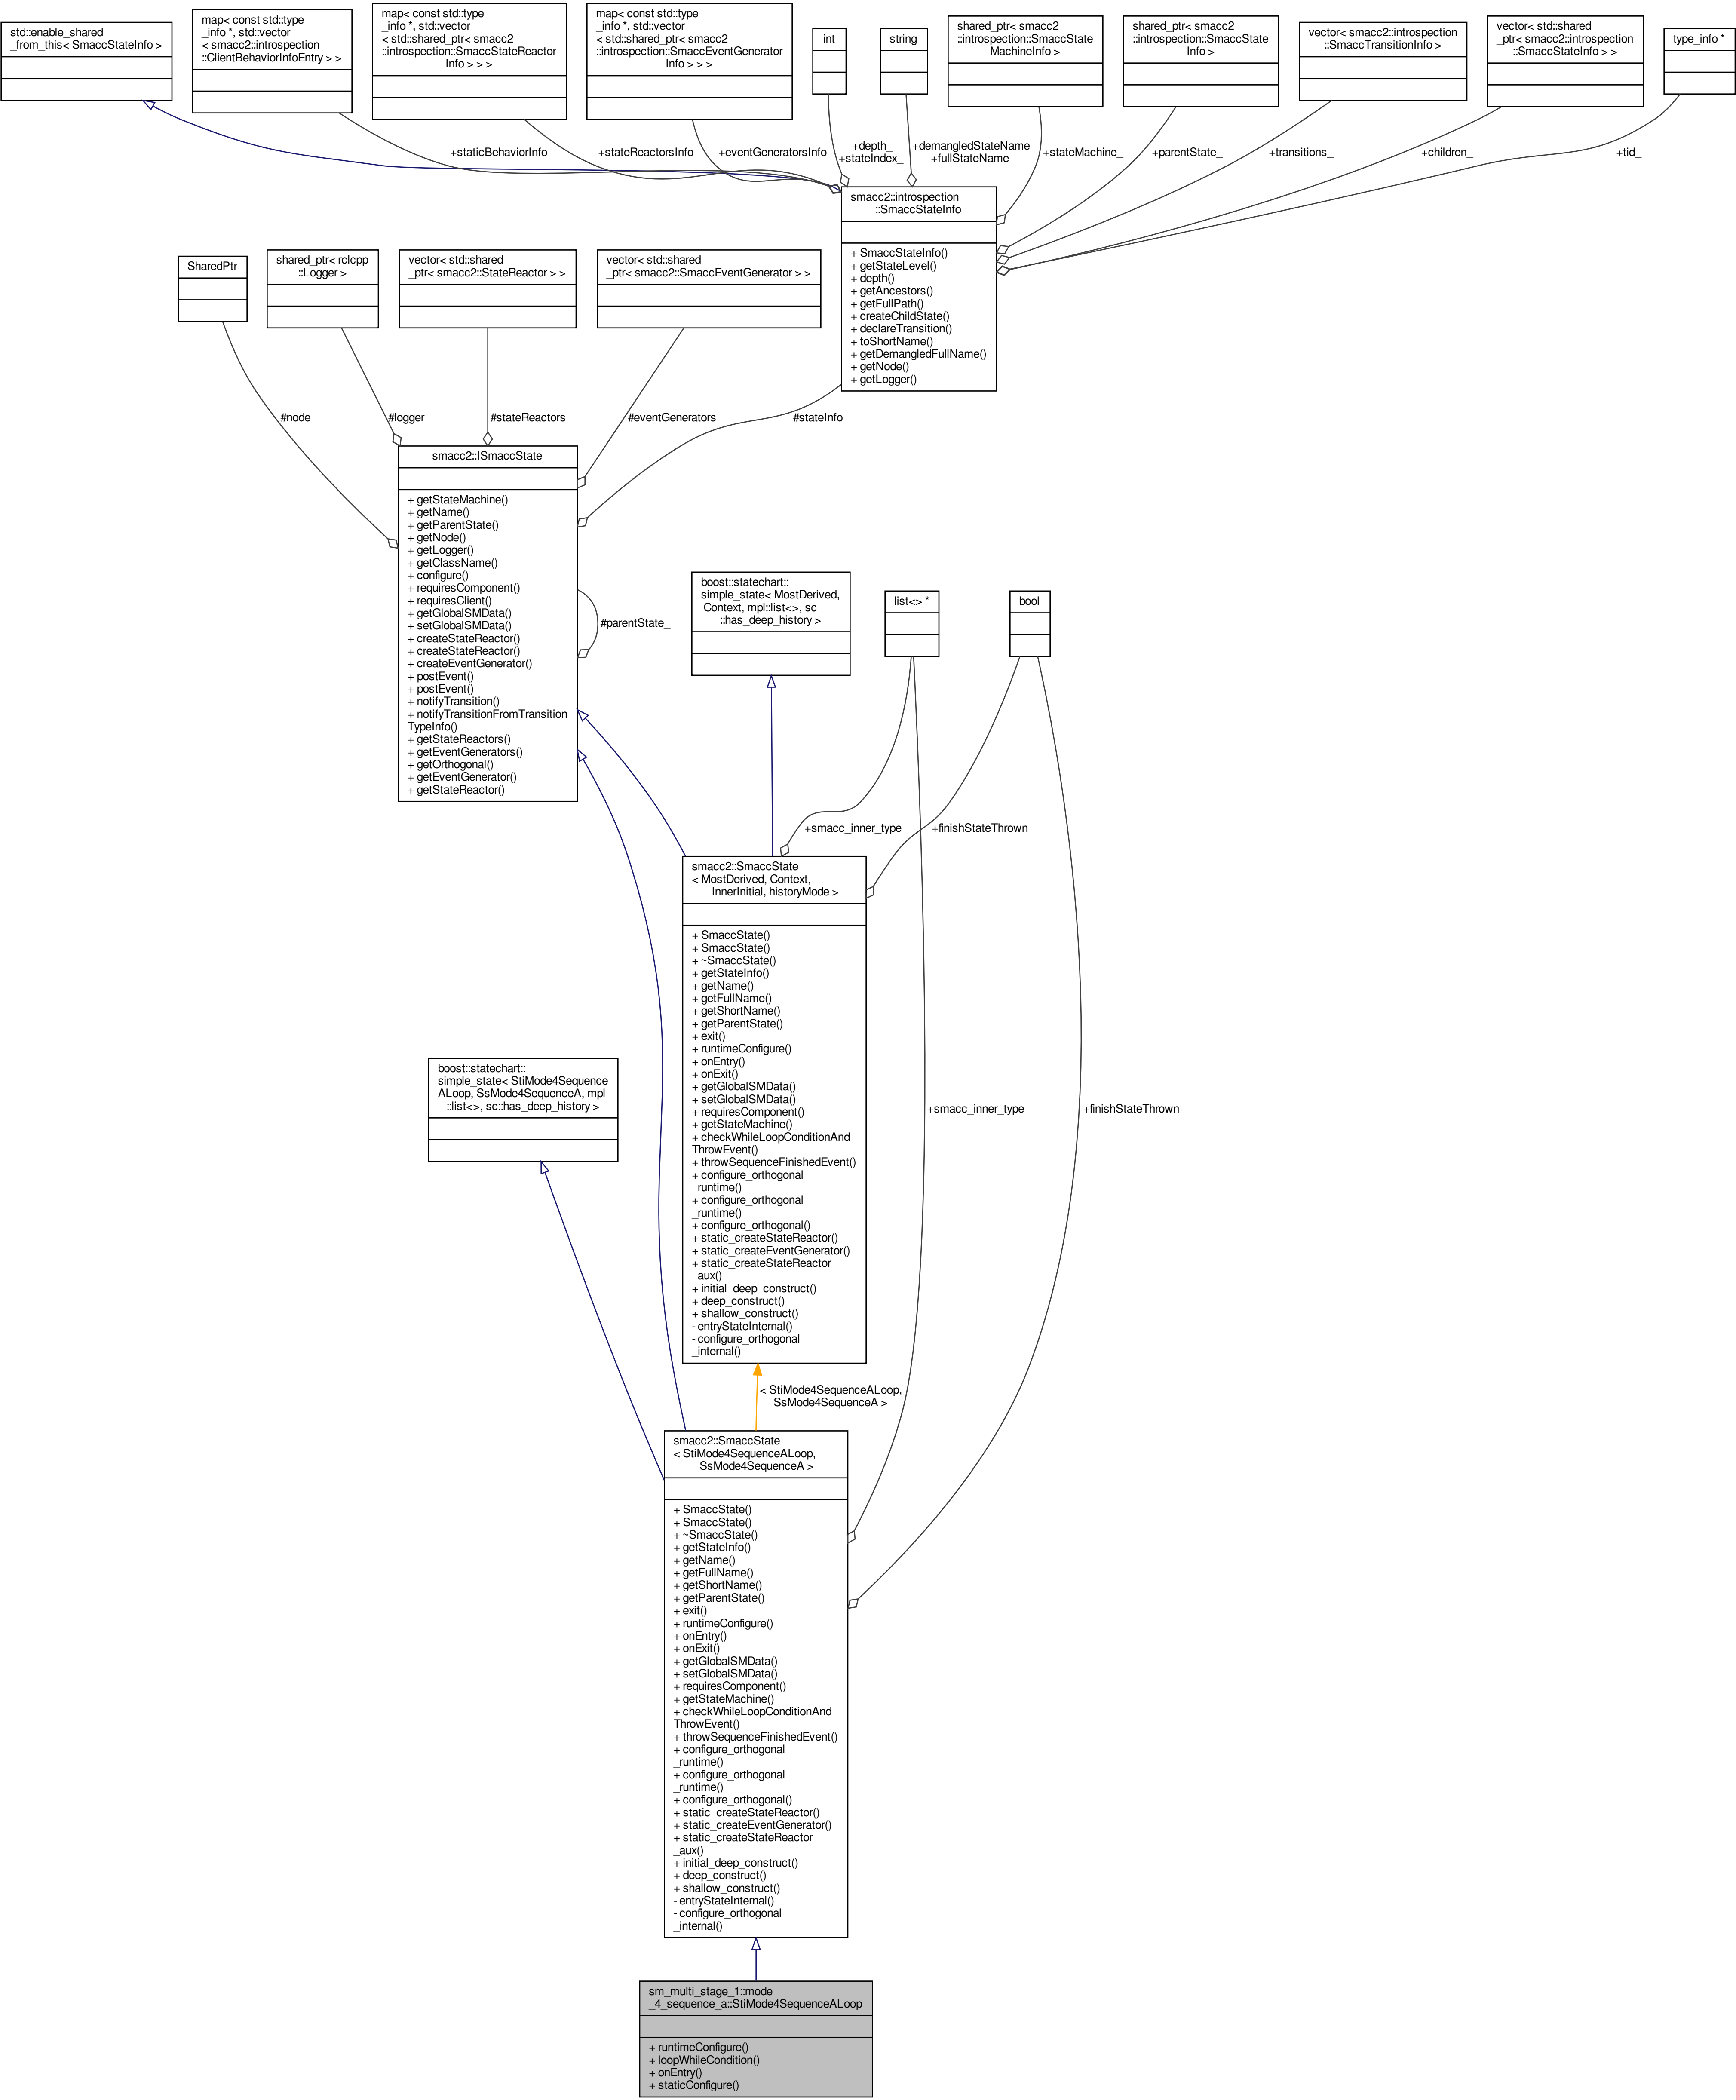 std::enable_shared
_from_this< SmaccStateInfo >
map< const std::type
_info *, std::vector
< smacc2::introspection
::ClientBehaviorInfoEntry > >
map< const std::type
_info *, std::vector
< std::shared_ptr< smacc2
::introspection::SmaccStateReactor
Info > > >
map< const std::type
_info *, std::vector
< std::shared_ptr< smacc2
::introspection::SmaccEventGenerator
Info > > >
int
string
shared_ptr< smacc2
::introspection::SmaccState
MachineInfo >
shared_ptr< smacc2
::introspection::SmaccState
Info >
vector< smacc2::introspection
::SmaccTransitionInfo >
vector< std::shared
_ptr< smacc2::introspection
::SmaccStateInfo > >
type_info *
+staticBehaviorInfo
+stateReactorsInfo
+eventGeneratorsInfo
+depth_
+stateIndex_
+demangledStateName
+fullStateName
+stateMachine_
+parentState_
+transitions_
+children_
+tid_
smacc2::introspection
::SmaccStateInfo
+ SmaccStateInfo()
+ getStateLevel()
+ depth()
+ getAncestors()
+ getFullPath()
+ createChildState()
+ declareTransition()
+ toShortName()
+ getDemangledFullName()
+ getNode()
+ getLogger()
SharedPtr
shared_ptr< rclcpp
::Logger >
vector< std::shared
_ptr< smacc2::StateReactor > >
vector< std::shared
_ptr< smacc2::SmaccEventGenerator > >
#node_
#logger_
#stateReactors_
#eventGenerators_
#stateInfo_
smacc2::ISmaccState
+ getStateMachine()
+ getName()
+ getParentState()
+ getNode()
+ getLogger()
+ getClassName()
+ configure()
+ requiresComponent()
+ requiresClient()
+ getGlobalSMData()
+ setGlobalSMData()
+ createStateReactor()
+ createStateReactor()
+ createEventGenerator()
+ postEvent()
+ postEvent()
+ notifyTransition()
+ notifyTransitionFromTransition
TypeInfo()
+ getStateReactors()
+ getEventGenerators()
+ getOrthogonal()
+ getEventGenerator()
+ getStateReactor()
#parentState_
boost::statechart::
simple_state< MostDerived,
Context, mpl::list<>, sc
::has_deep_history >
list<> *
bool
+smacc_inner_type
+finishStateThrown
smacc2::SmaccState
< MostDerived, Context,
InnerInitial, historyMode >
+ SmaccState()
+ SmaccState()
+ ~SmaccState()
+ getStateInfo()
+ getName()
+ getFullName()
+ getShortName()
+ getParentState()
+ exit()
+ runtimeConfigure()
+ onEntry()
+ onExit()
+ getGlobalSMData()
+ setGlobalSMData()
+ requiresComponent()
+ getStateMachine()
+ checkWhileLoopConditionAnd
ThrowEvent()
+ throwSequenceFinishedEvent()
+ configure_orthogonal
_runtime()
+ configure_orthogonal
_runtime()
+ configure_orthogonal()
+ static_createStateReactor()
+ static_createEventGenerator()
+ static_createStateReactor
_aux()
+ initial_deep_construct()
+ deep_construct()
+ shallow_construct()
- entryStateInternal()
- configure_orthogonal
_internal()
boost::statechart::
simple_state< StiMode4Sequence
ALoop, SsMode4SequenceA, mpl
::list<>, sc::has_deep_history >
+smacc_inner_type
+finishStateThrown
< StiMode4SequenceALoop,
SsMode4SequenceA >
smacc2::SmaccState
< StiMode4SequenceALoop,
SsMode4SequenceA >
+ SmaccState()
+ SmaccState()
+ ~SmaccState()
+ getStateInfo()
+ getName()
+ getFullName()
+ getShortName()
+ getParentState()
+ exit()
+ runtimeConfigure()
+ onEntry()
+ onExit()
+ getGlobalSMData()
+ setGlobalSMData()
+ requiresComponent()
+ getStateMachine()
+ checkWhileLoopConditionAnd
ThrowEvent()
+ throwSequenceFinishedEvent()
+ configure_orthogonal
_runtime()
+ configure_orthogonal
_runtime()
+ configure_orthogonal()
+ static_createStateReactor()
+ static_createEventGenerator()
+ static_createStateReactor
_aux()
+ initial_deep_construct()
+ deep_construct()
+ shallow_construct()
- entryStateInternal()
- configure_orthogonal
_internal()
sm_multi_stage_1::mode
_4_sequence_a::StiMode4SequenceALoop
+ runtimeConfigure()
+ loopWhileCondition()
+ onEntry()
+ staticConfigure()